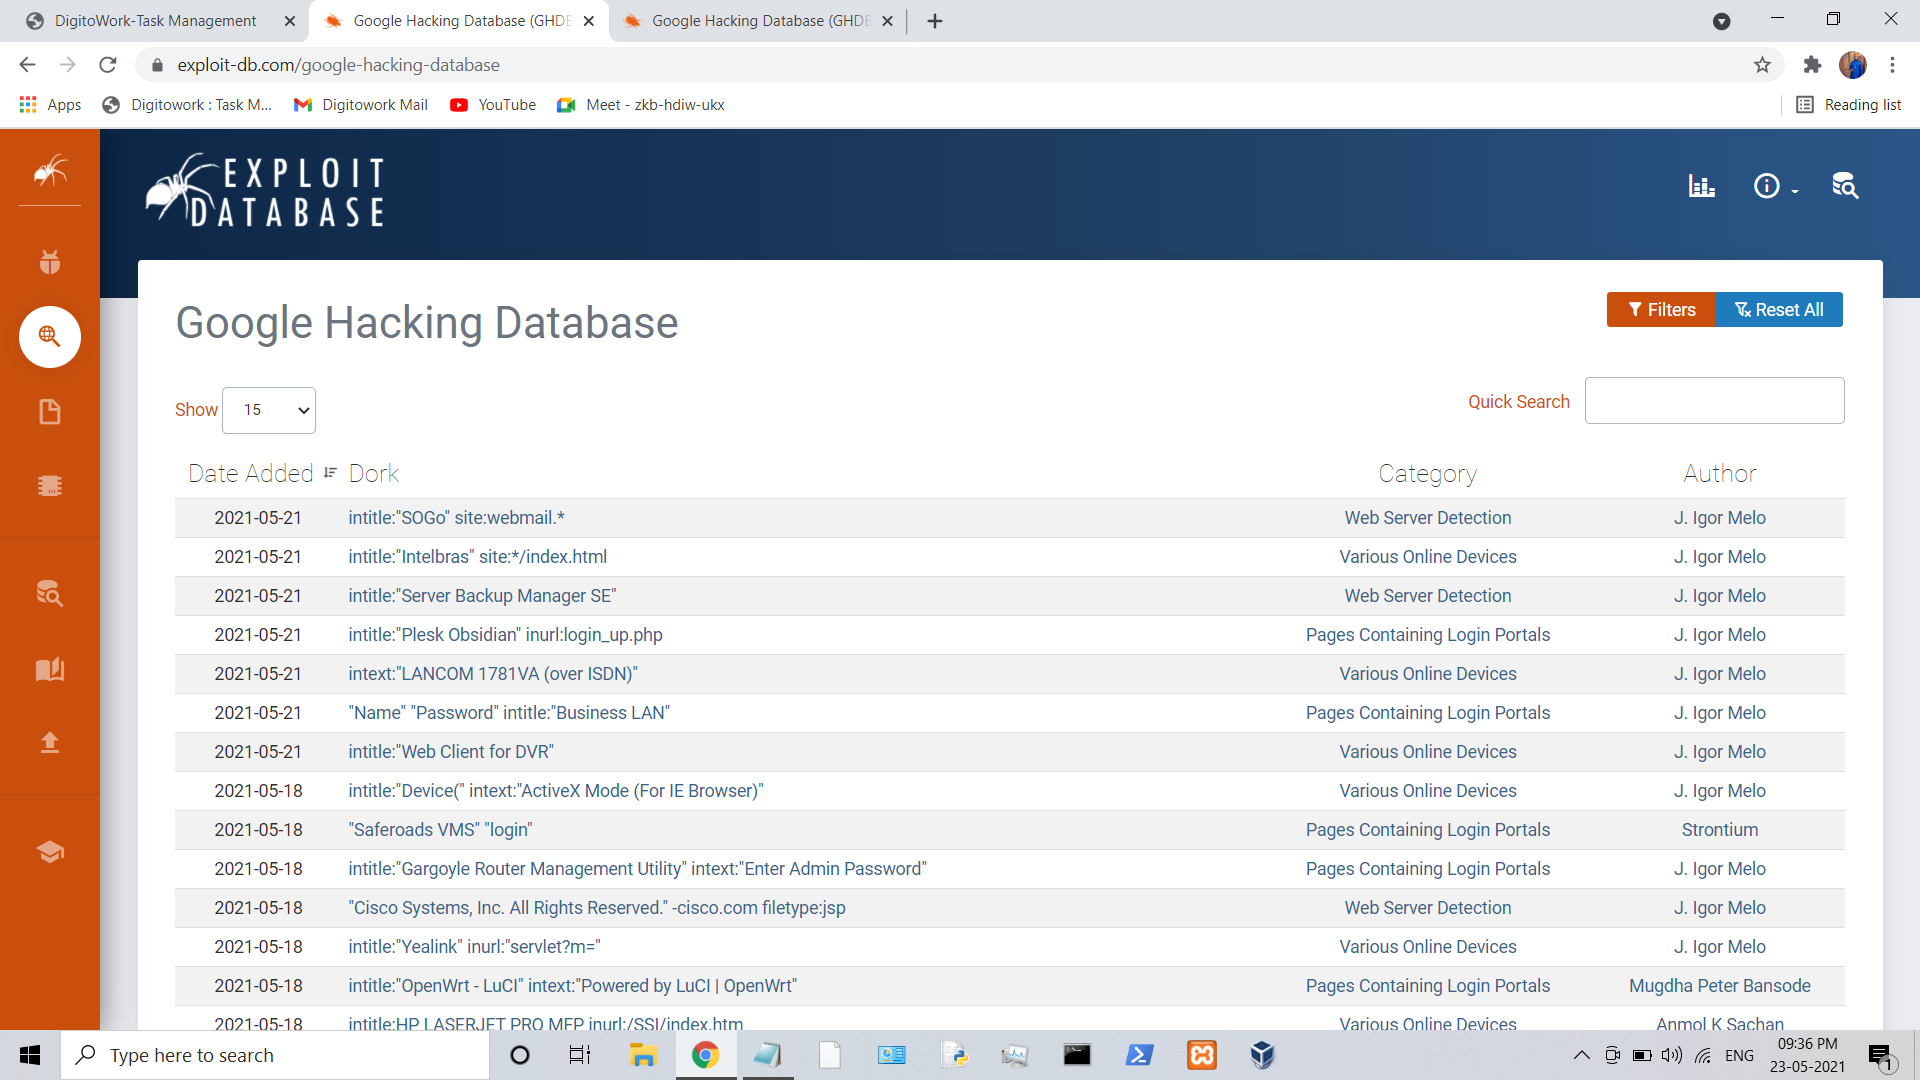 DigitoWork-Task Management
Google Hacking Database (GHDB
Google Hacking Database (GHDB
exploit-db.com/google-hacking-database
Apps
Digitowork : Task M...
Digitowork Mail
YouTube
Meet - zkb-hdiw-ukx
Reading list
EXPLOIT
DATABASE
Google Hacking Database
Filters
Reset All
Show 15
Quick Search
Date Added Dork Category Author
2021-05-21 intitle:"SOGo" site:webmail.* Web Server Detection J. Igor Melo
2021-05-21 intitle:"Intelbras" site:*/index.html Various Online Devices J. Igor Melo
2021-05-21 intitle:"Server Backup Manager SE" Web Server Detection J. Igor Melo
2021-05-21 intitle:"Plesk Obsidian" inurl:login_up.php Pages Containing Login Portals J. Igor Melo
2021-05-21 intext:"LANCOM 1781VA (over ISDN)" Various Online Devices J. Igor Melo
2021-05-21 "Name" "Password" intitle:"Business LAN" Pages Containing Login Portals J. Igor Melo
2021-05-21 intitle:"Web Client for DVR" Various Online Devices J. Igor Melo
2021-05-18 intitle:"Device(" intext:"ActiveX Mode (For IE Browser)" Various Online Devices J. Igor Melo
2021-05-18 "Saferoads VMS" "login" Pages Containing Login Portals Strontium
2021-05-18 intitle:"Gargoyle Router Management Utility" intext:"Enter Admin Password" Pages Containing Login Portals J. Igor Melo
2021-05-18 "Cisco Systems, Inc. All Rights Reserved." -cisco.com filetype:jsp Web Server Detection J. Igor Melo
2021-05-18 intitle:"Yealink" inurl:"servlet?m=" Various Online Devices J. Igor Melo
2021-05-18 intitle:"OpenWrt - LuCI" intext:"Powered by LuCI | OpenWrt" Pages Containing Login Portals Mugdha Peter Bansode
2021-05-18 intitle:HP LASERJET PRO MFP inurl:/SSI/index.htm Various Online Devices Anmol K Sachan
Type here to search
ENG
09:36 PM
23-05-2021
1